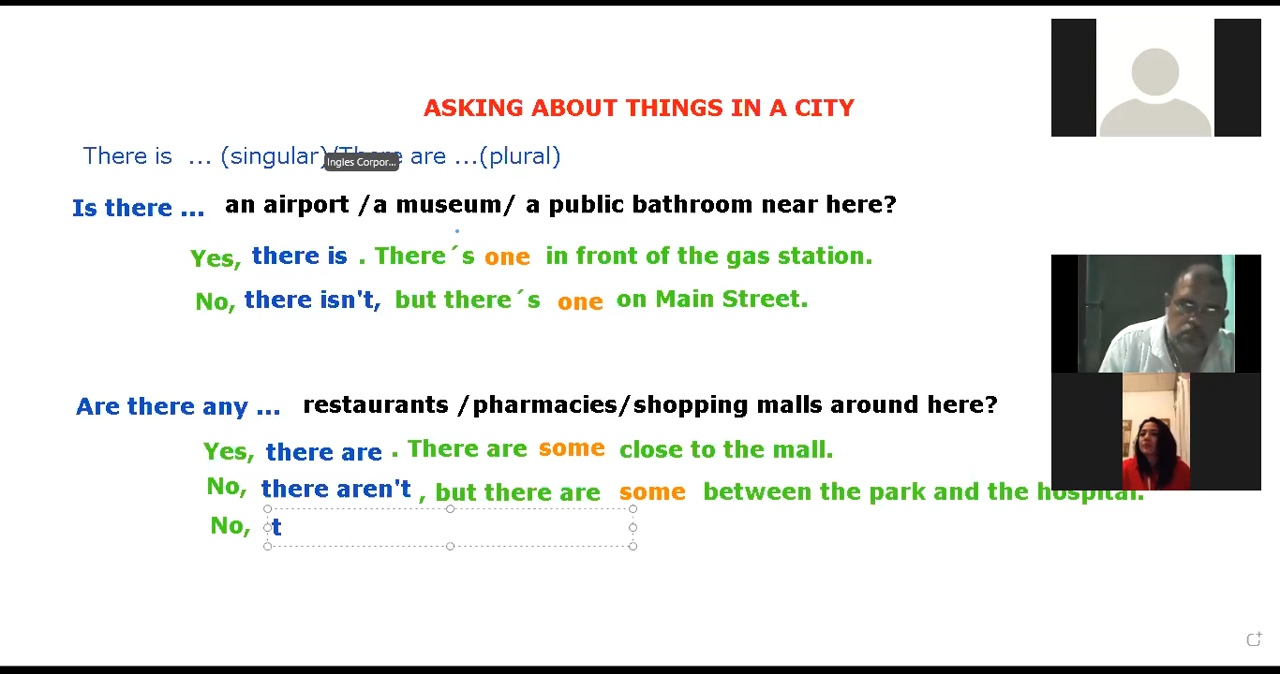 ASKING ABOUT THINGS IN A CITY
There is ... (singular)/There are ...(plural)
Ingles Corpor...
Is there ... an airport /a museum/ a public bathroom near here?
Yes, there is . There´s one in front of the gas station.
No, there isn't, but there´s one on Main Street.
Are there any ... restaurants /pharmacies/shopping malls around here?
Yes, there are . There are some close to the mall.
No, there aren't , but there are some between the park and the hospital.
No, t